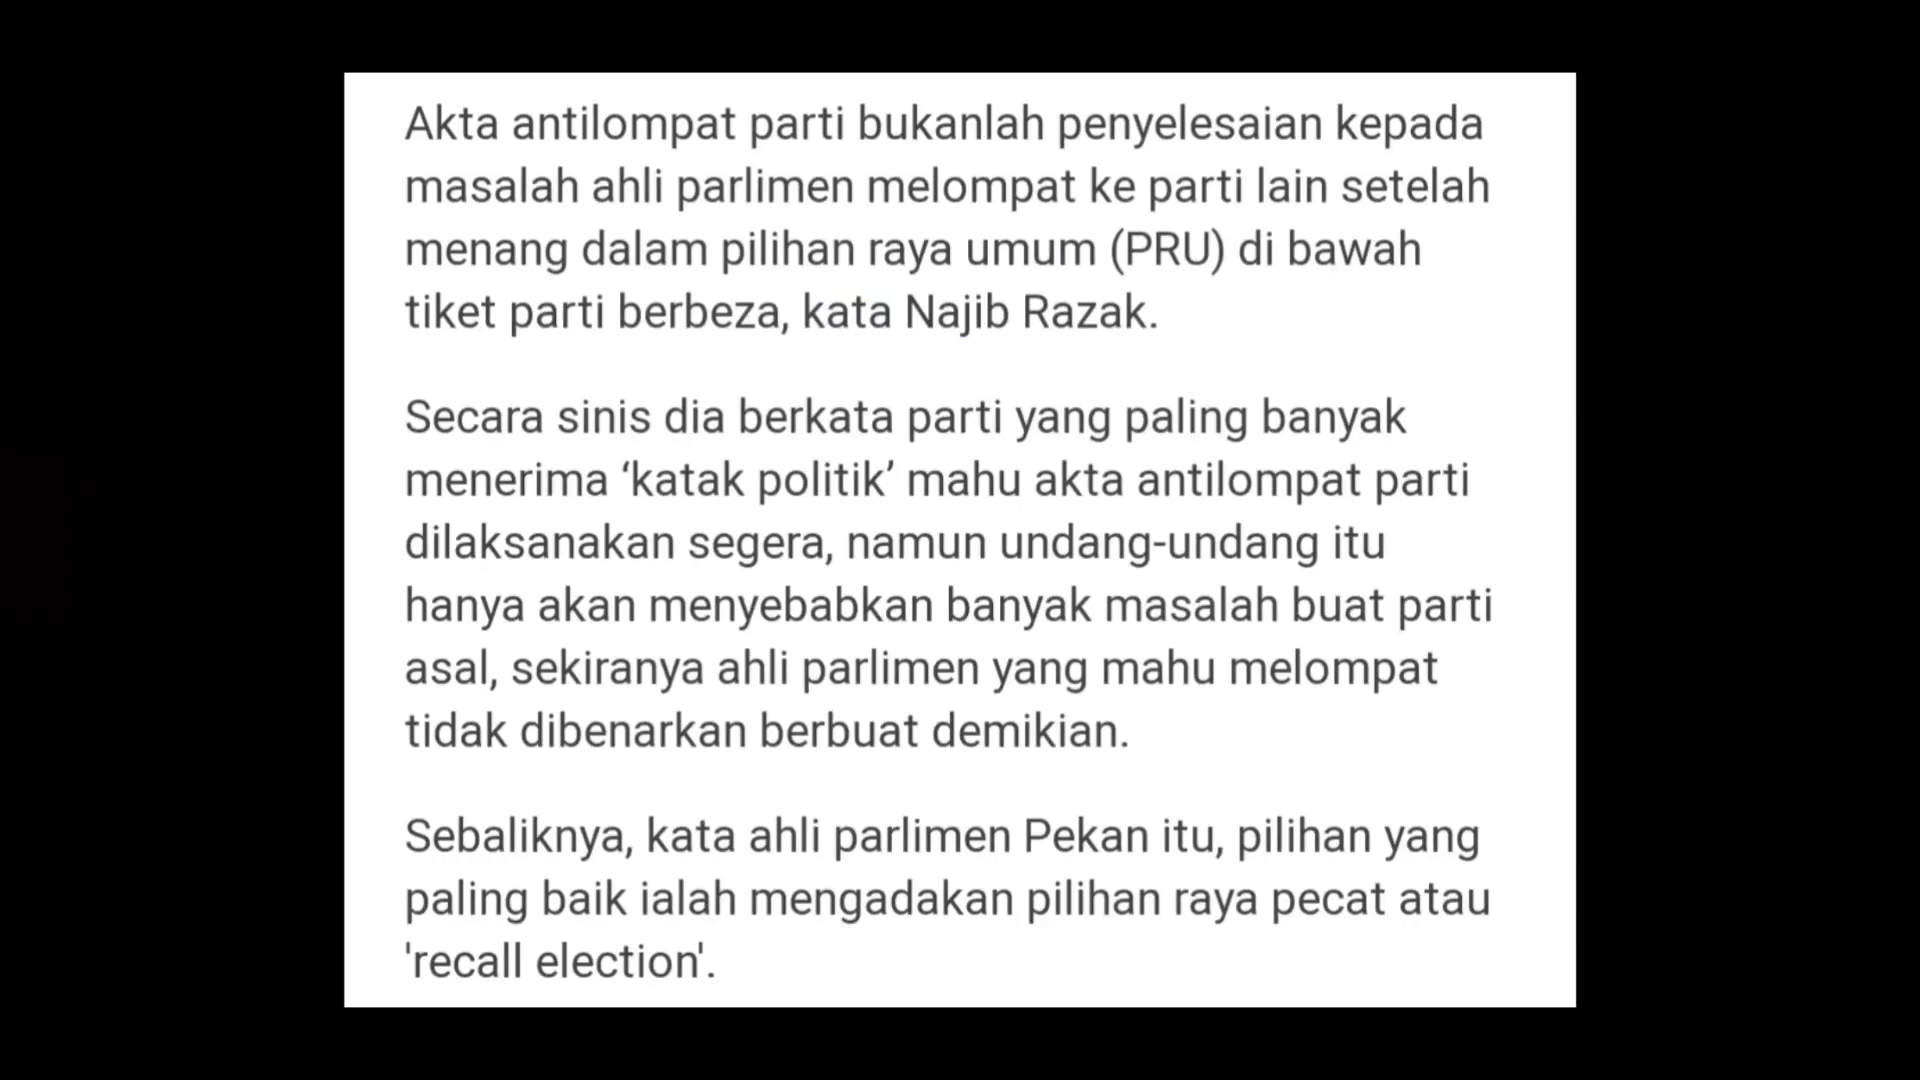 Akta antilompat parti bukanlah penyelesaian kepada
masalah ahli parlimen melompat ke parti lain setelah
menang dalam pilihan raya umum (PRU) di bawah
tiket parti berbeza, kata Najib Razak.
Secara sinis dia berkata parti yang paling banyak
menerima ‘katak politik’ mahu akta antilompat parti
dilaksanakan segera, namun undang-undang itu
hanya akan menyebabkan banyak masalah buat parti
asal, sekiranya ahli parlimen yang mahu melompat
tidak dibenarkan berbuat demikian.
Sebaliknya, kata ahli parlimen Pekan itu, pilihan yang
paling baik ialah mengadakan pilihan raya pecat atau
'recall election'.